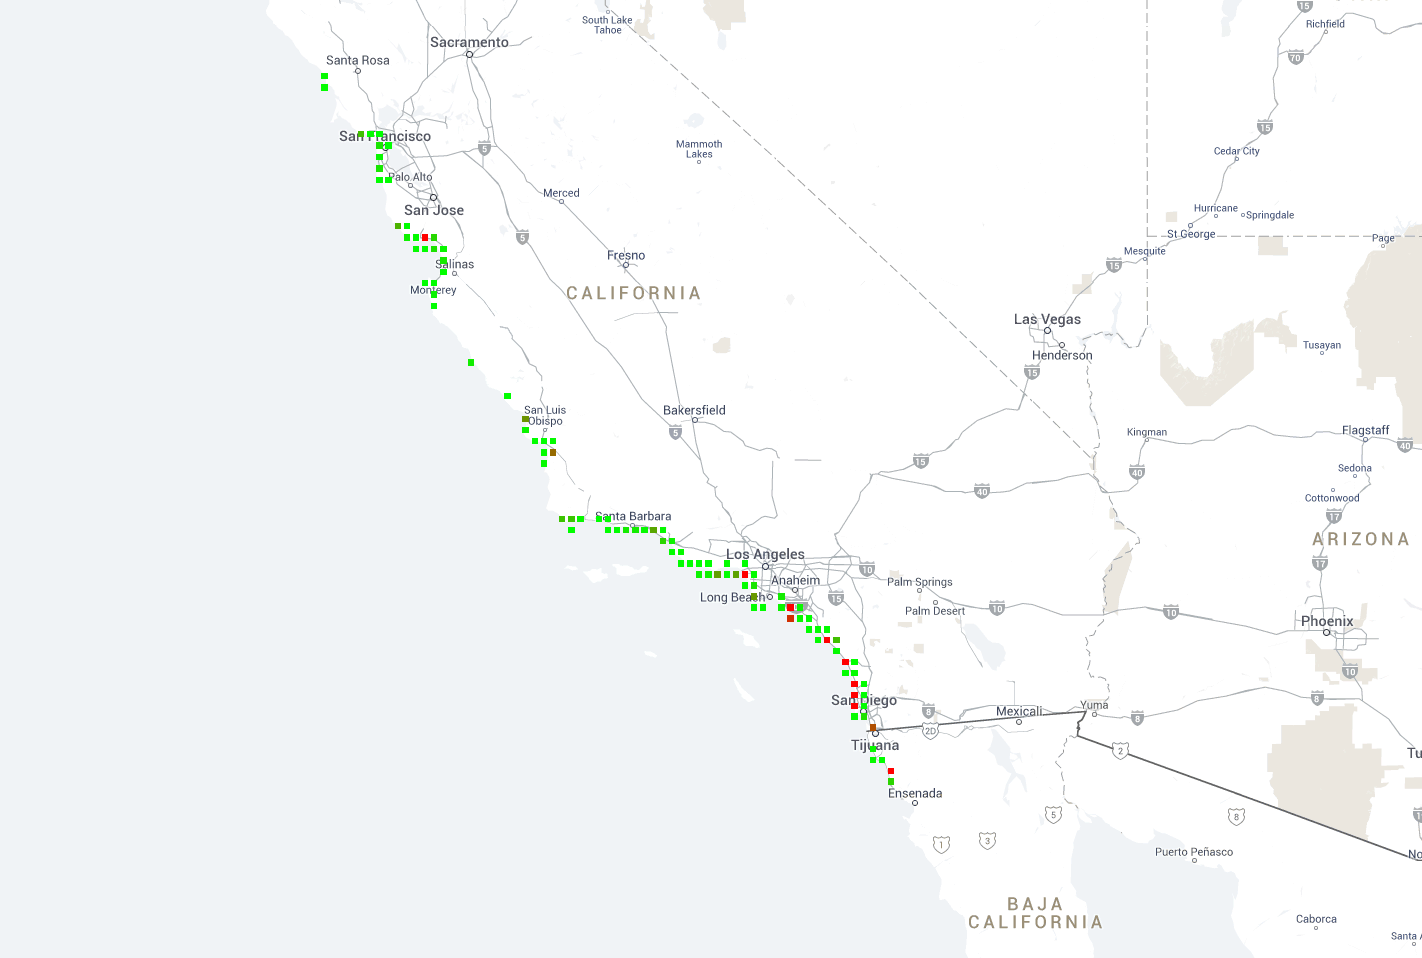 South Lake
Tahoe
15
Richfield
Sacramento
70
Santa Rosa
15
San Francisco
5
Mammoth
Lakes
Cedar City
Palo Alto
Merced
San Jose
Hurricane
Springdale
St George
5
Page
Mesquite
Salinas
Fresno
15
Monterey
CALIFORNIA
Las Vegas
Tusayan
Henderson
15
San Luis
Obispo
Bakersfield
5
Kingman
Flagstaff
40
15
40
Sedona
40
Cottonwood
Santa Barbara
17
ARIZONA
Los Angeles
17
10
Anaheim
Palm Springs
Long Beach
15
Palm Desert
10
10
Phoenix
10
San Diego
8
8
Mexicali
Yuma
8
2D
Tijuana
2
Tu
Ensenada
5
8
1
3
Puerto Peñasco
No
BAJA
CALIFORNIA
Caborca
Santa A